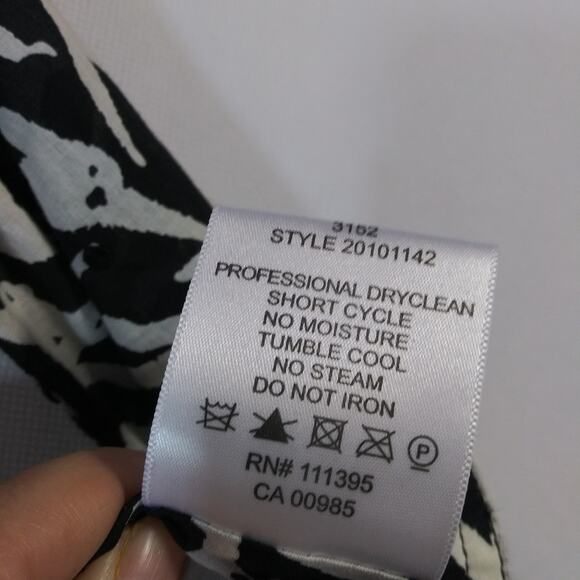 3152
STYLE 20101142
PROFESSIONAL DRYCLEAN
SHORT CYCLE
NO MOISTURE
TUMBLE COOL
NO STEAM
DO NOT IRON
P
RN# 111395
CA 00985